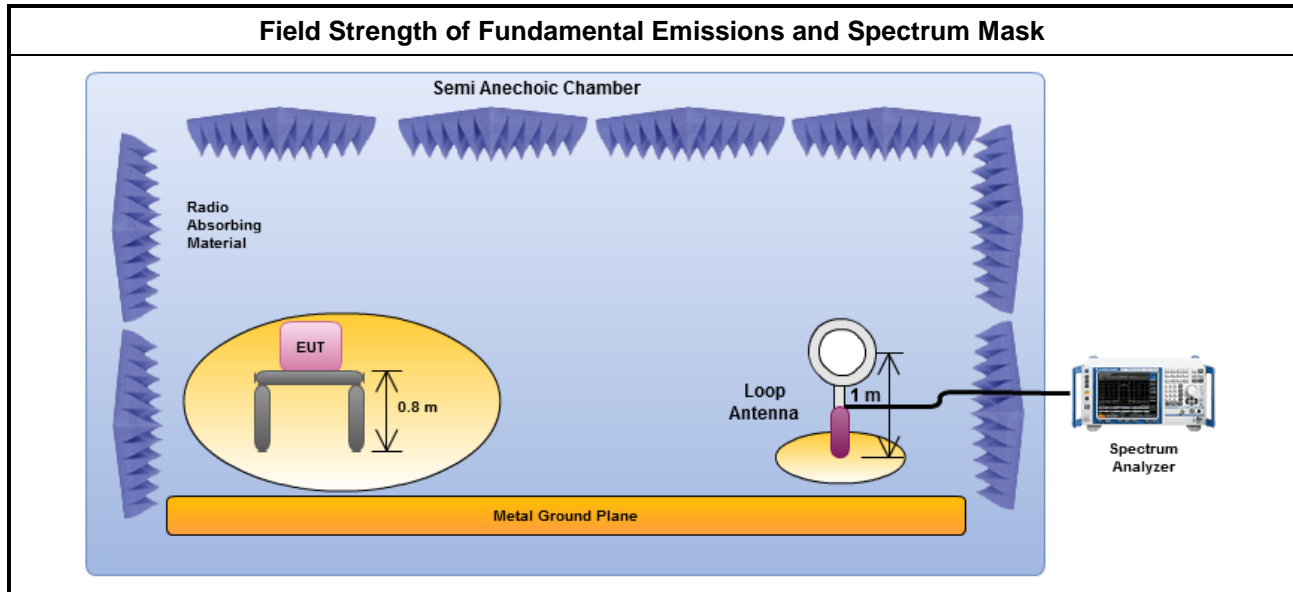 Field Strength of Fundamental Emissions and Spectrum Mask
Semi Anechoic Chamber
Radio
Absorbing
Material
EUT
0.8 m
Loop
Antenna
1 m
Spectrum
Analyzer
Metal Ground Plane